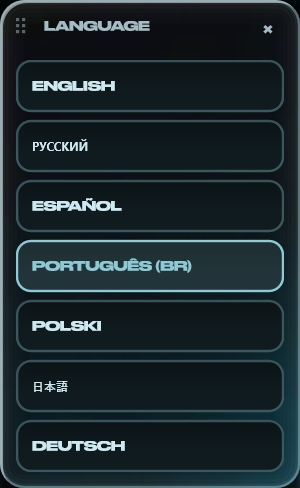 LANGUAGE
ENGLISH
РУССКИЙ
ESPAÑOL
PORTUGUÊS (BR)
POLSKI
日本語
DEUTSCH